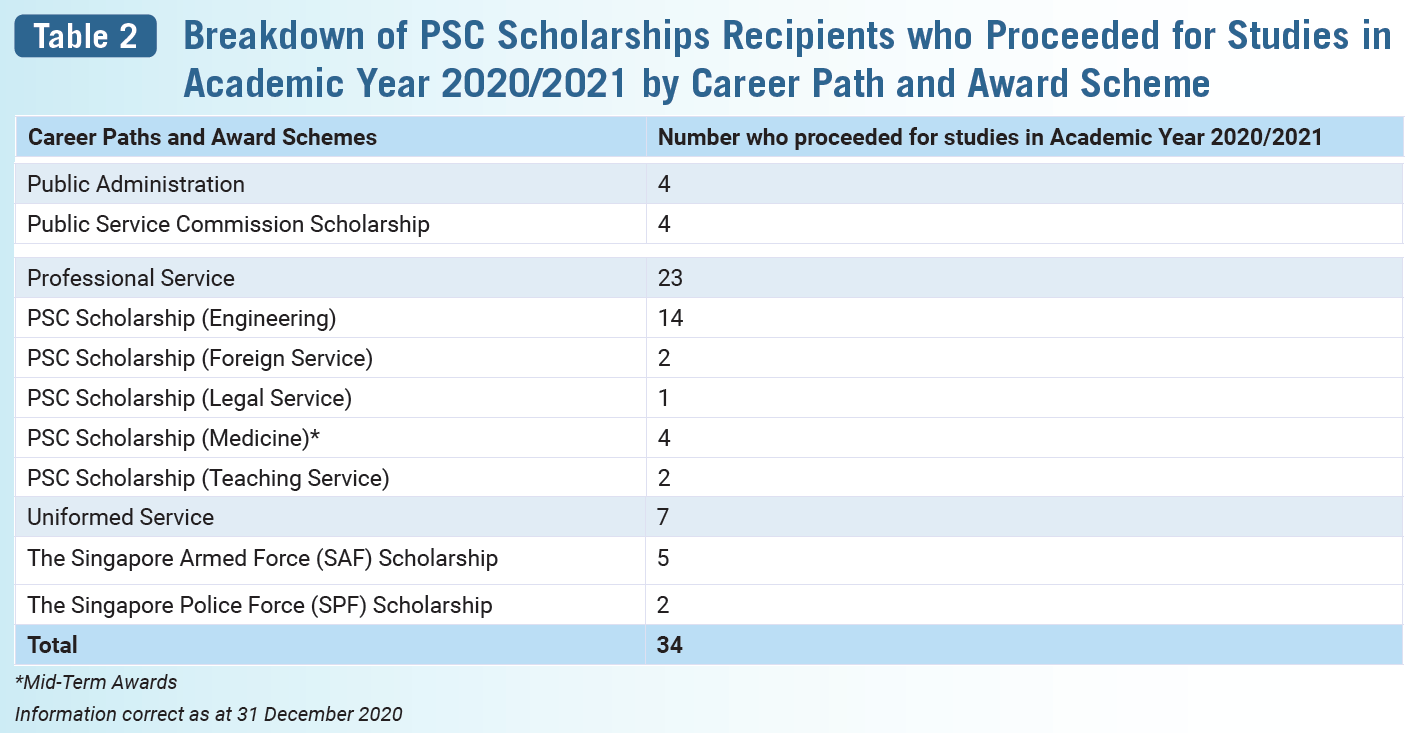 Table 2
Breakdown of PSC Scholarships Recipients who Proceeded for Studies in
Academic Year 2020/2021 by Career Path and Award Scheme
Career Paths and Award Schemes Number who proceeded for studies in Academic Year 2020/2021
Public Administration 4
Public Service Commission Scholarship 4
Professional Service 23
PSC Scholarship (Engineering) 14
PSC Scholarship (Foreign Service) 2
PSC Scholarship (Legal Service) 1
PSC Scholarship (Medicine)* 4
PSC Scholarship (Teaching Service) 2
Uniformed Service 7
The Singapore Armed Force (SAF) Scholarship 5
The Singapore Police Force (SPF) Scholarship 2
Total 34
*Mid-Term Awards
Information correct as at 31 December 2020